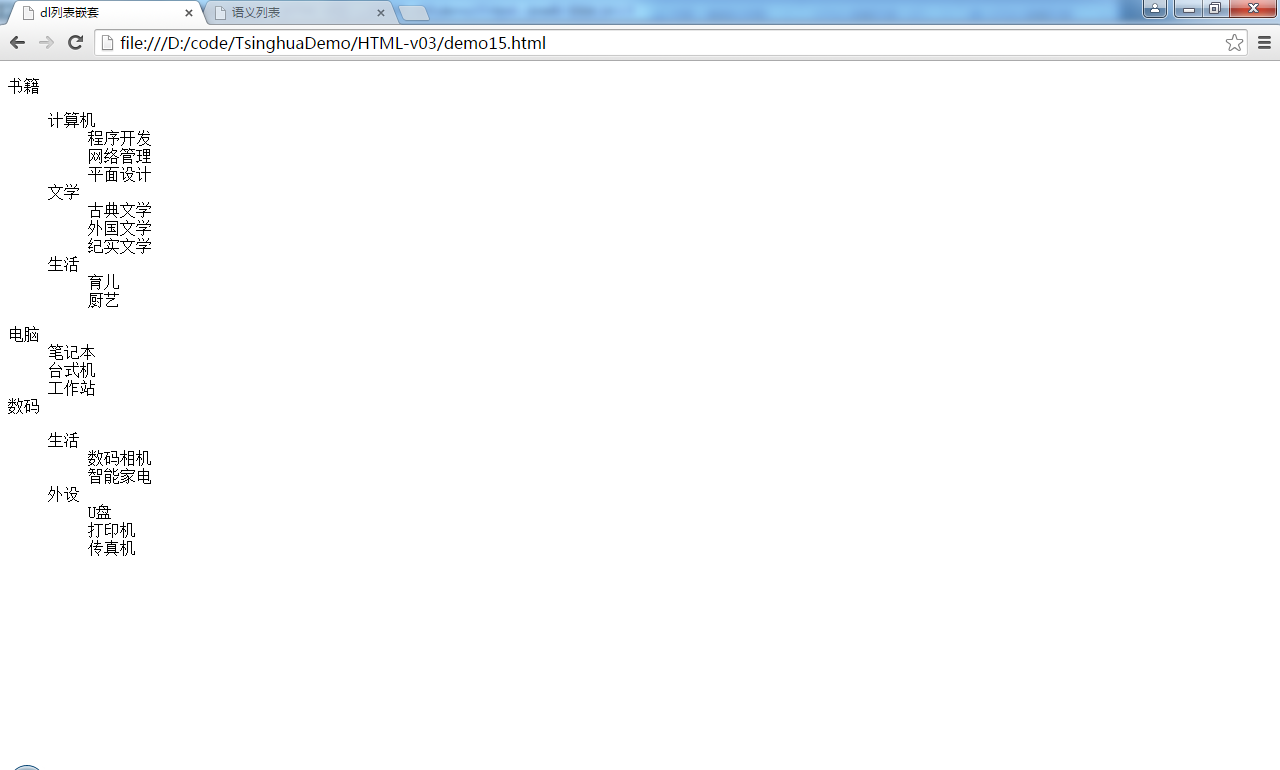 dl列表嵌套
语义列表
file:///D:/code/TsinghuaDemo/HTML-v03/demo15.html
书籍
计算机
程序开发
网络管理
平面设计
文学
古典文学
外国文学
纪实文学
生活
育儿
厨艺
电脑
笔记本
台式机
工作站
数码
生活
数码相机
智能家电
外设
U盘
打印机
传真机